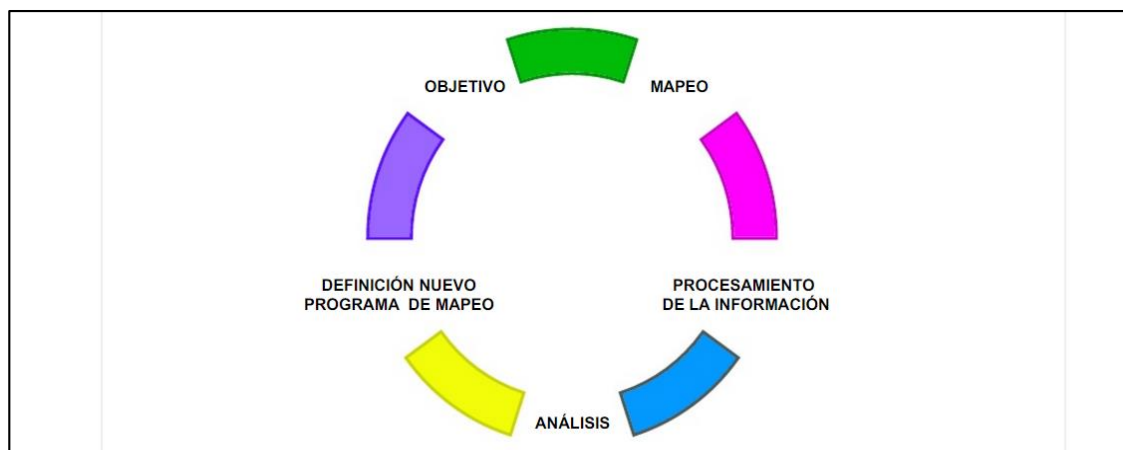 OBJETIVO
MAPEO
DEFINICIÓN NUEVO
PROGRAMA DE MAPEO
PROCESAMIENTO
DE LA INFORMACIÓN
ANÁLISIS